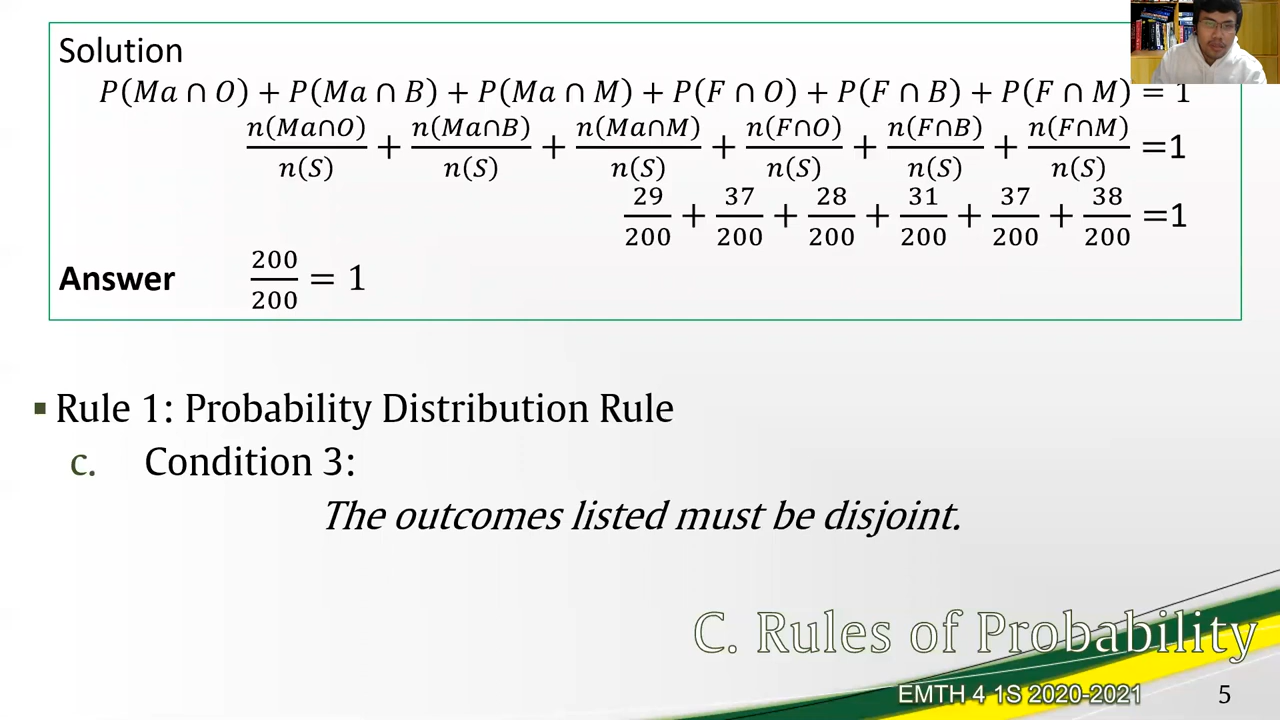 Solution
P(Ma ∩ O) + P(Ma ∩ B) + P(Ma ∩ M) + P(F ∩ O) + P(F ∩ B) + P(F ∩ M) = 1
n(Ma∩O)/n(S) + n(Ma∩B)/n(S) + n(Ma∩M)/n(S) + n(F∩O)/n(S) + n(F∩B)/n(S) + n(F∩M)/n(S) =1
29/200 + 37/200 + 28/200 + 31/200 + 37/200 + 38/200 =1
Answer 200/200 = 1
▪ Rule 1: Probability Distribution Rule
c. Condition 3:
The outcomes listed must be disjoint.
C. Rules of Probability
EMTH 4 1S 2020-2021 5